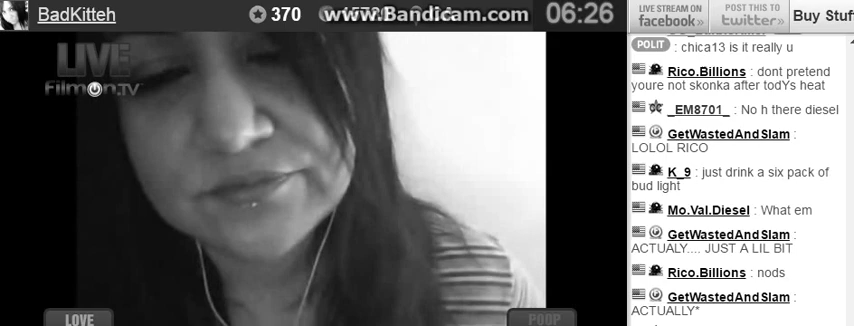 BadKitteh
370
www.Bandicam.com
06:26
LIVE STREAM ON
facebook»
POST THIS TO
twitter»
Buy Stuf
LIVE
FilmOn.TV
POLIT : chica13 is it really u
Rico.Billions : dont pretend
youre not skonka after todYs heat
_EM8701_ : No h there diesel
GetWastedAndSlam :
LOLOL RICO
K_9 : just drink a six pack of
bud light
Mo.Val.Diesel : What em
GetWastedAndSlam :
ACTUALY.... JUST A LIL BIT
Rico.Billions : nods
GetWastedAndSlam :
ACTUALLY*
LOVE
POOP